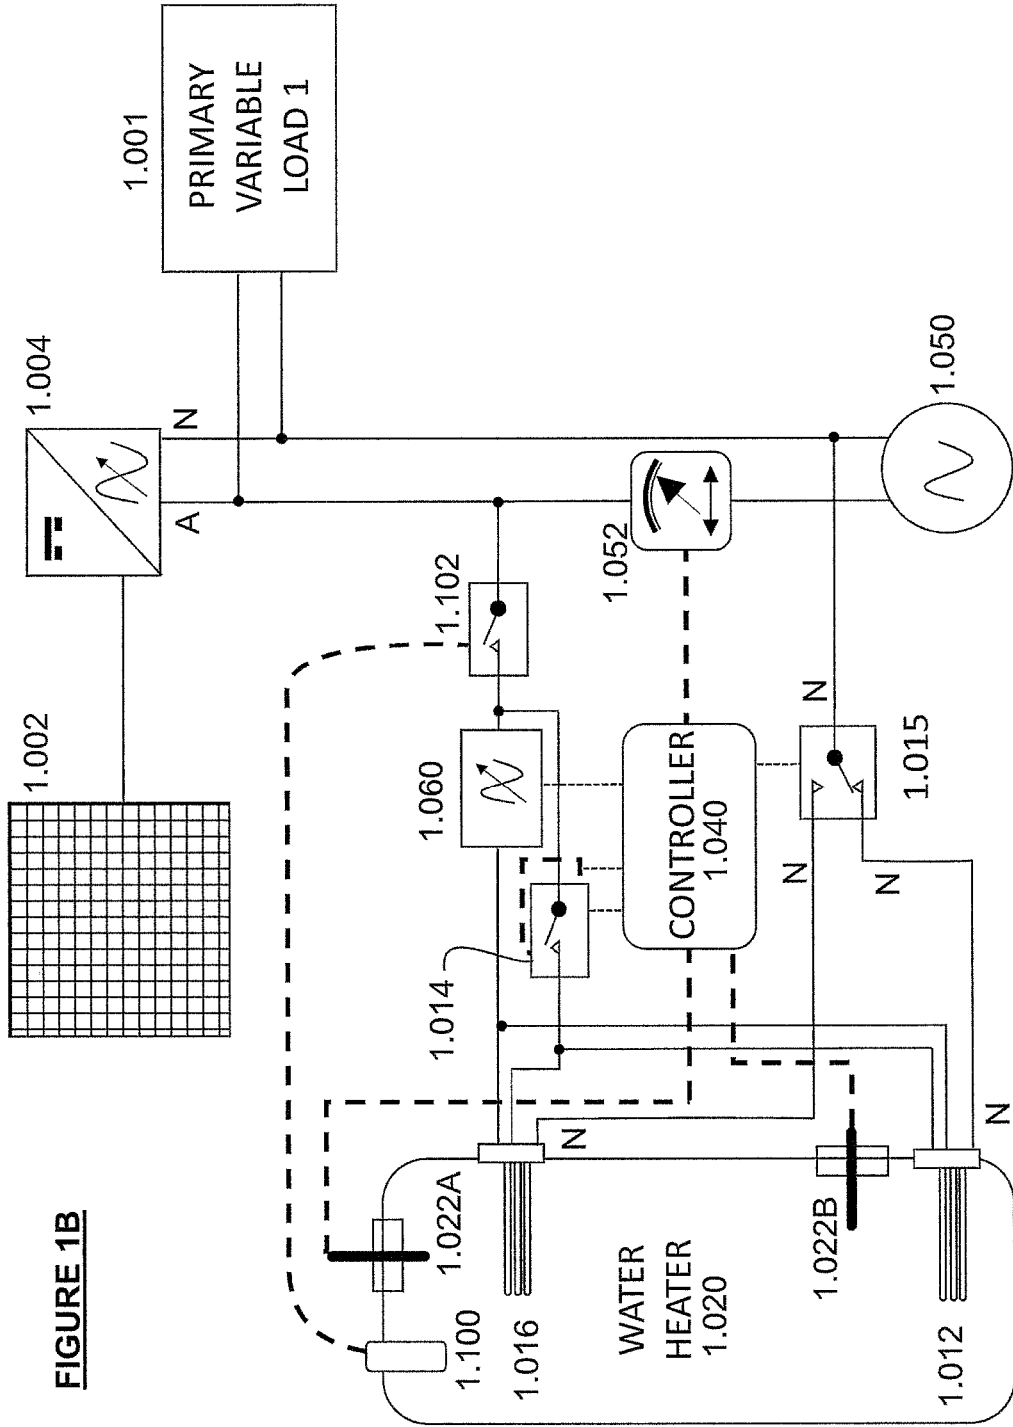 FIGURE 1B
1.002
1.004
1.001
PRIMARY
VARIABLE
LOAD 1
A
N
1.102
1.060
1.014
1.052
1.050
CONTROLLER
1.040
1.015
N
N
N
N
N
1.022A
1.100
1.016
WATER
HEATER
1.020
1.022B
1.012